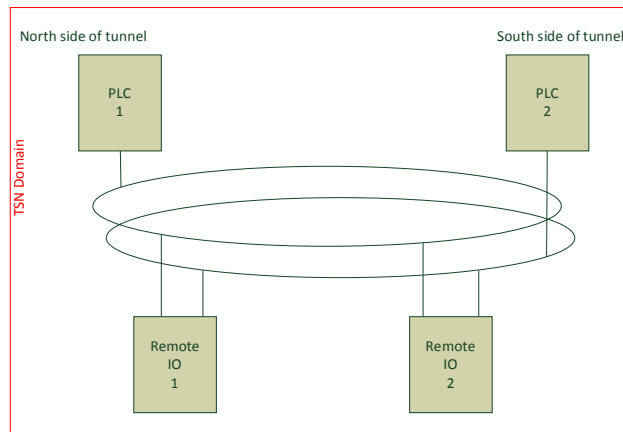 North side of tunnel
South side of tunnel
PLC
1
PLC
2
TSN Domain
Remote
IO
1
Remote
IO
2